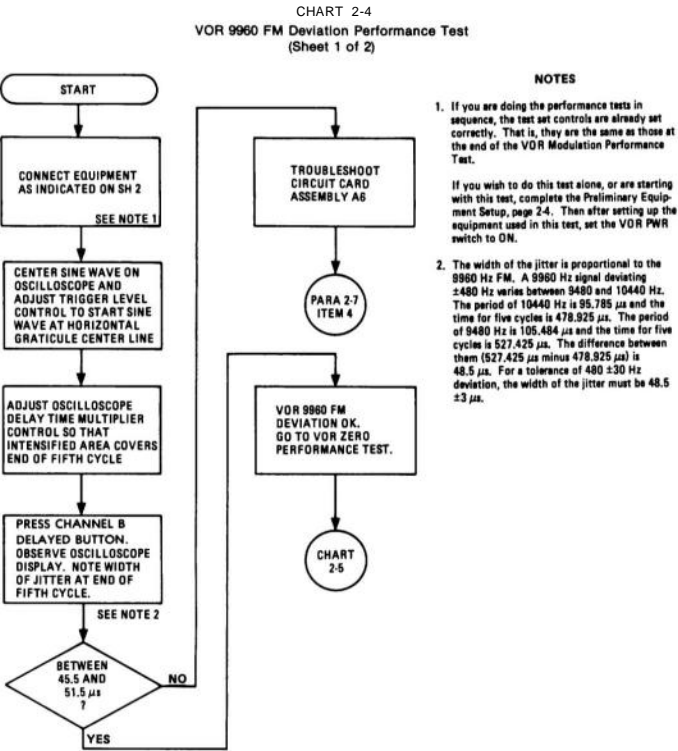 CHART 2-4
VOR 9960 FM Deviation Performance Test
(Sheet 1 of 2)
START
CONNECT EQUIPMENT
AS INDICATED ON SH 2
SEE NOTE 1
CENTER SINE WAVE ON
OSCILLOSCOPE AND
ADJUST TRIGGER LEVEL
CONTROL TO START SINE
WAVE AT HORIZONTAL
GRATICULE CENTER LINE
ADJUST OSCILLOSCOPE
DELAY TIME MULTIPLIER
CONTROL SO THAT
INTENSIFIED AREA COVERS
END OF FIFTH CYCLE
PRESS CHANNEL B
DELAYED BUTTON.
OBSERVE OSCILLOSCOPE
DISPLAY. NOTE WIDTH
OF JITTER AT END OF
FIFTH CYCLE.
SEE NOTE 2
BETWEEN
45.5 AND
51.5 µs
?
NO
YES
TROUBLESHOOT
CIRCUIT CARD
ASSEMBLY A6
PARA 2-7
ITEM 4
VOR 9960 FM
DEVIATION OK.
GO TO VOR ZERO
PERFORMANCE TEST.
CHART
2-5
NOTES
1. If you are doing the performance tests in
sequence, the test set controls are already set
correctly. That is, they are the same as those at
the end of the VOR Modulation Performance
Test.
If you wish to do this test alone, or are starting
with this test, complete the Preliminary Equip-
ment Setup, page 2-4. Then after setting up the
equipment used in this test, set the VOR PWR
switch to ON.
2. The width of the jitter is proportional to the
9960 Hz FM. A 9960 Hz signal deviating
±480 Hz varies between 9480 and 10440 Hz.
The period of 10440 Hz is 95.785 µs and the
time for five cycles is 478.925 µs. The period
of 9480 Hz is 105.484 µs and the time for five
cycles is 527.425 µs. The difference between
them (527.425 µs minus 478.925 µs) is
48.5 µs. For a tolerance of 480 ±30 Hz
deviation, the width of the jitter must be 48.5
±3 µs.